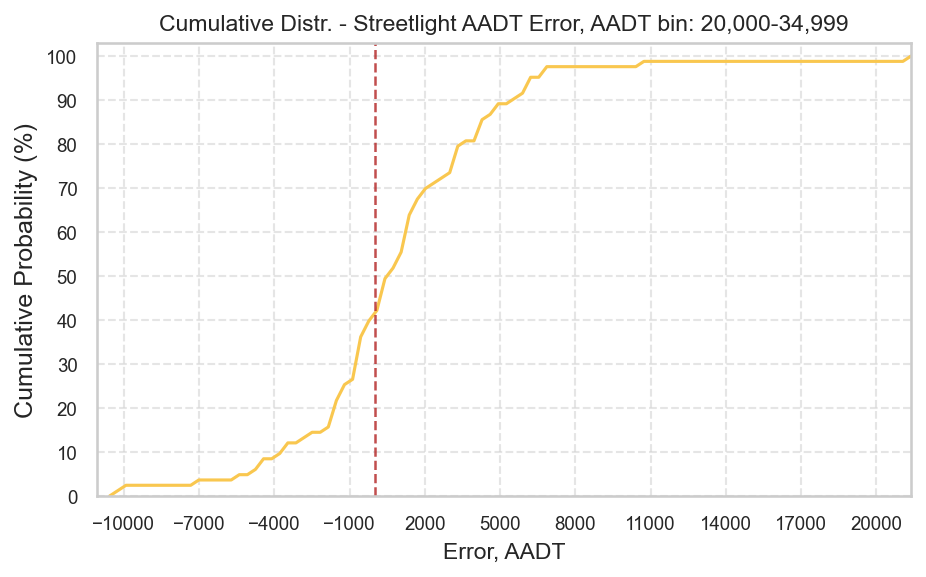 Cumulative Distr. - Streetlight AADT Error, AADT bin: 20,000-34,999
Cumulative Probability (%)
100
90
80
70
60
50
40
30
20
10
0
−10000 −7000 −4000 −1000 2000 5000 8000 11000 14000 17000 20000
Error, AADT